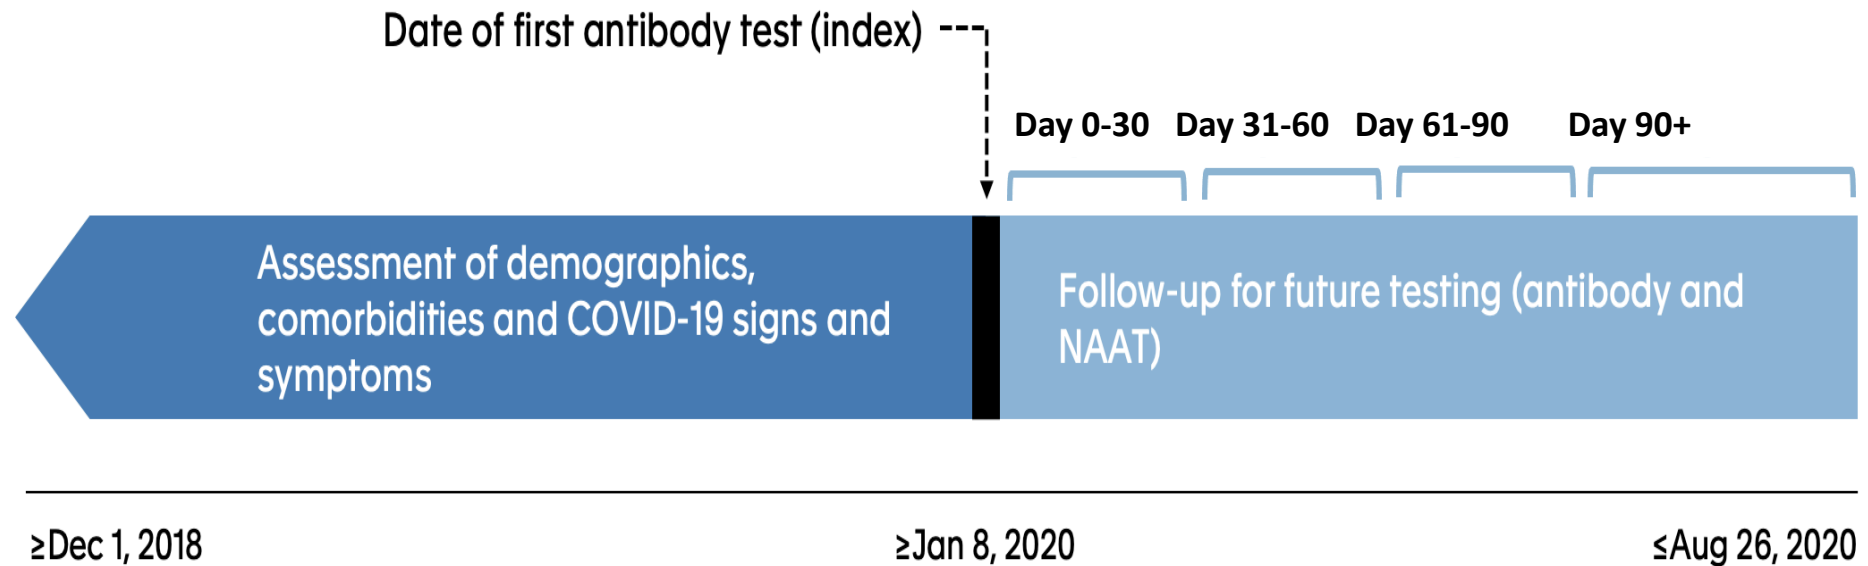 Date of first antibody test (index)
Day 0-30 Day 31-60 Day 61-90 Day 90+
Assessment of demographics,
comorbidities and COVID-19 signs and
symptoms
Follow-up for future testing (antibody and
NAAT)
≥Dec 1, 2018 ≥Jan 8, 2020 ≤Aug 26, 2020